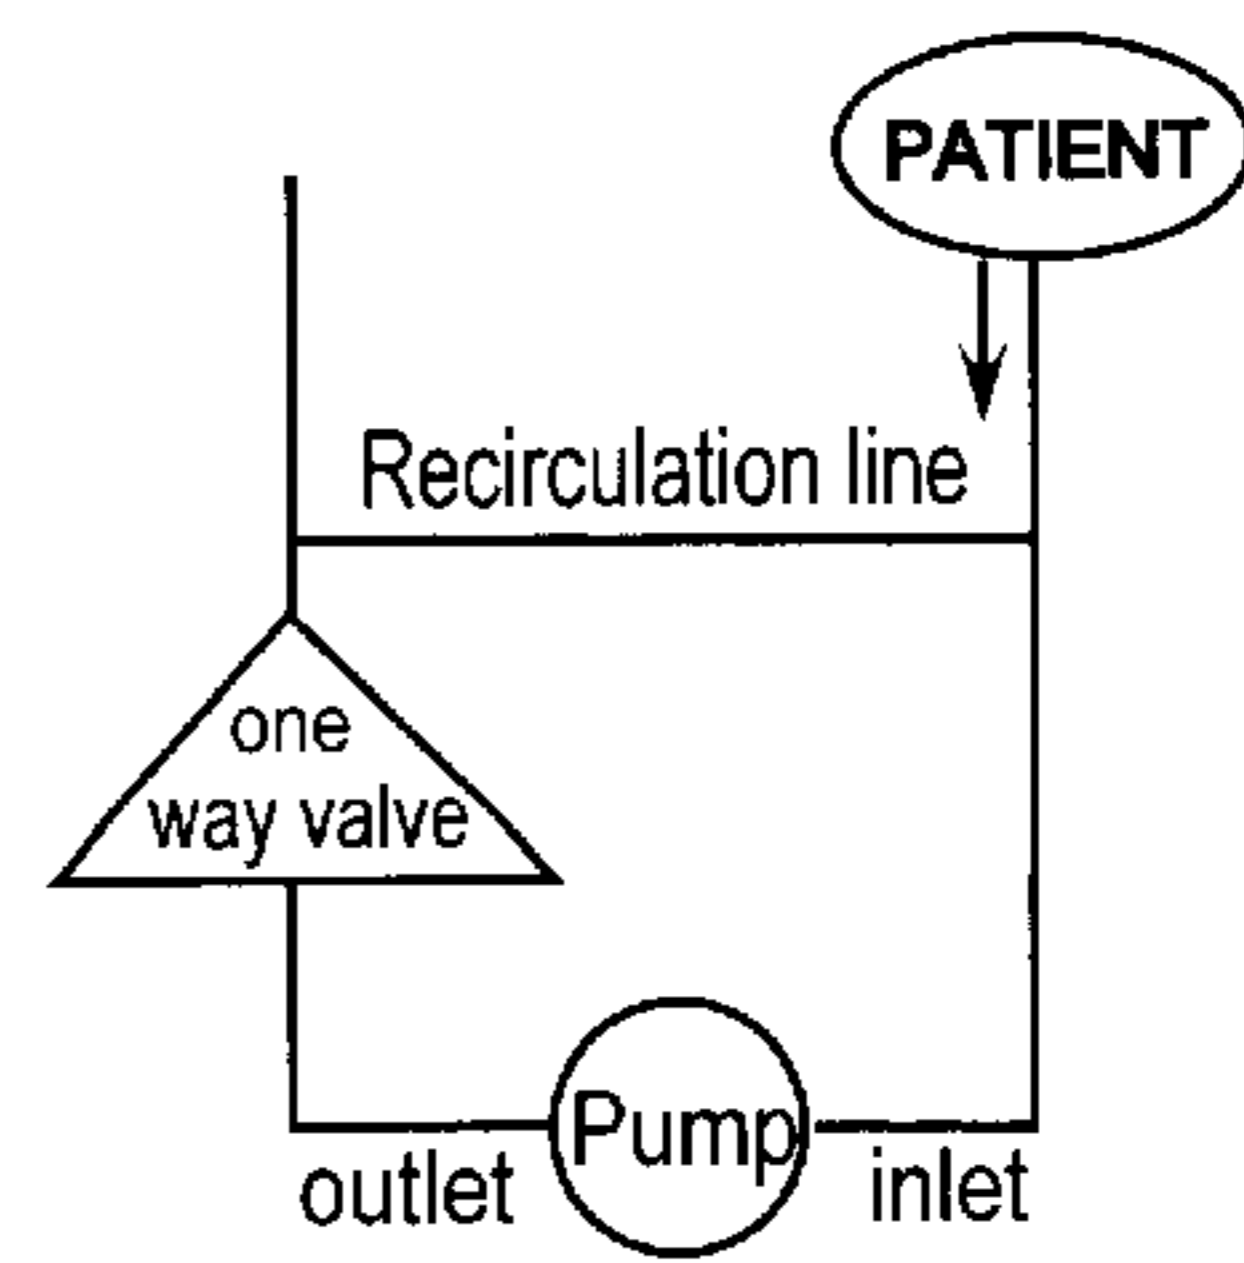 PATIENT
Recirculation line
one
way valve
Pump
outlet
inlet